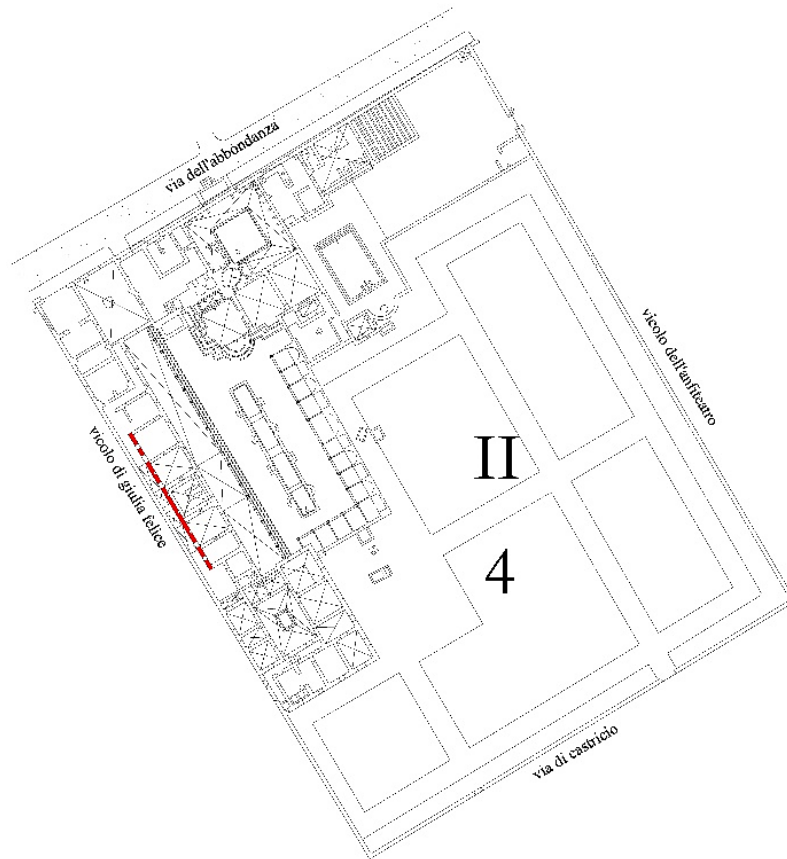 via dell'abbondanza
vicolo dell'anfiteatro
II
vicolo di giulia felice
4
via di castricio